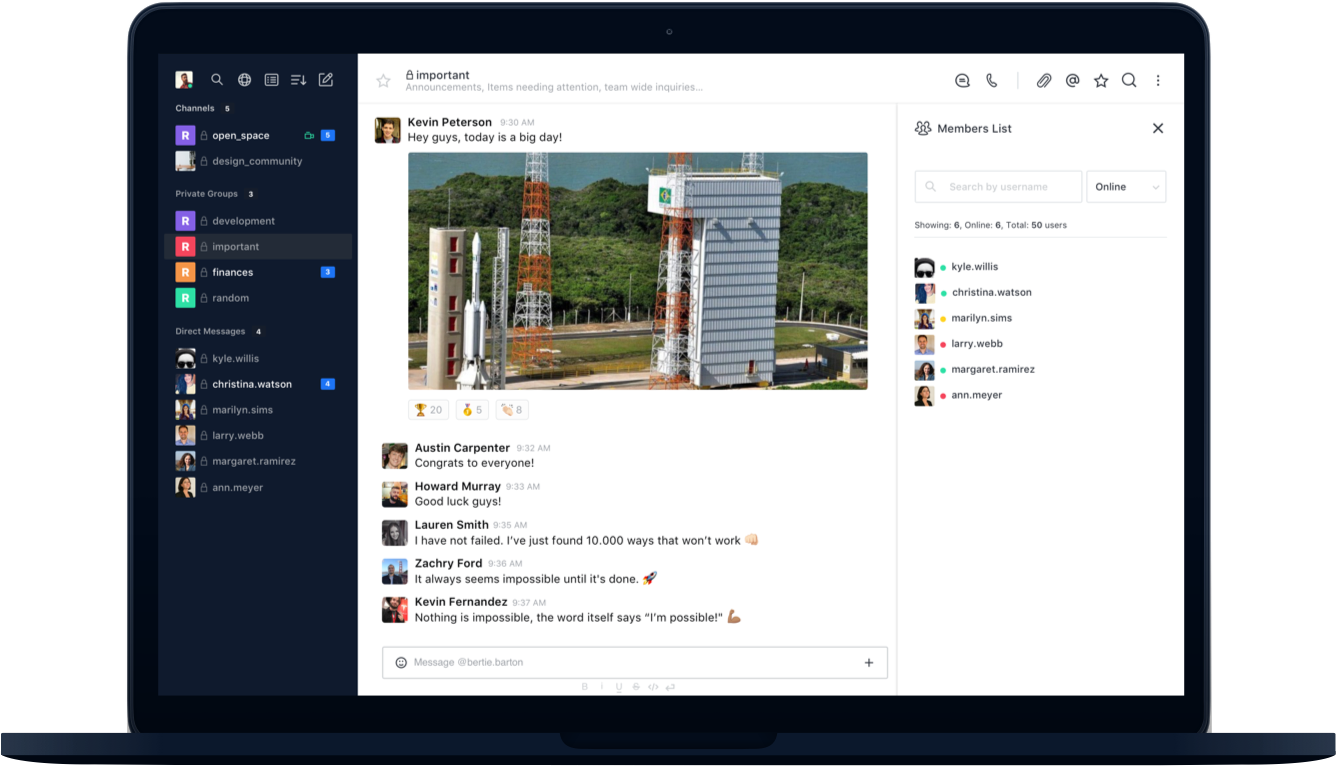 Channels 5
R open_space 5
design_community
Private Groups 3
R development
R important
R finances 3
R random
Direct Messages 4
kyle.willis
christina.watson 4
marilyn.sims
larry.webb
margaret.ramirez
ann.meyer
important
Announcements, Items needing attention, team wide inquiries...
Kevin Peterson 9:30 AM
Hey guys, today is a big day!
20 5 8
Austin Carpenter 9:32 AM
Congrats to everyone!
Howard Murray 9:33 AM
Good luck guys!
Lauren Smith 9:35 AM
I have not failed. I’ve just found 10.000 ways that won’t work 👊🏻
Zachry Ford 9:36 AM
It always seems impossible until it's done. 🚀
Kevin Fernandez 9:37 AM
Nothing is impossible, the word itself says “I’m possible!” 💪🏽
Message @bertie.barton +
B i U S </>
Members List
Search by username Online
Showing: 6, Online: 6, Total: 50 users
kyle.willis
christina.watson
marilyn.sims
larry.webb
margaret.ramirez
ann.meyer